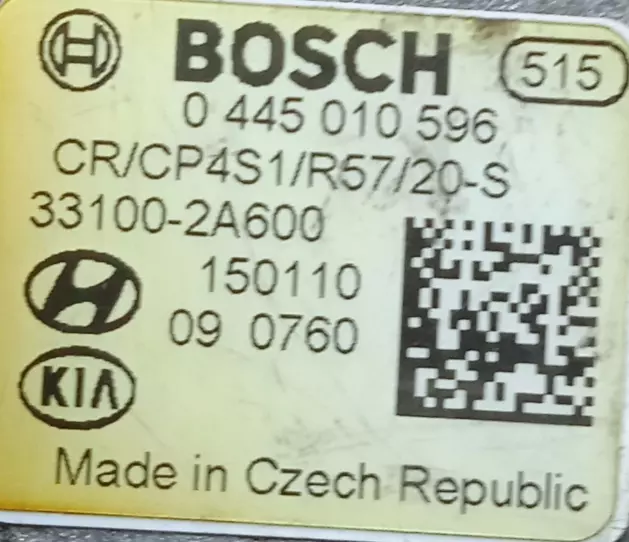 BOSCH 515
0 445 010 596
CR/CP4S1/R57/20-S
33100-2A600
150110
09 0760
KIA
Made in Czech Republic